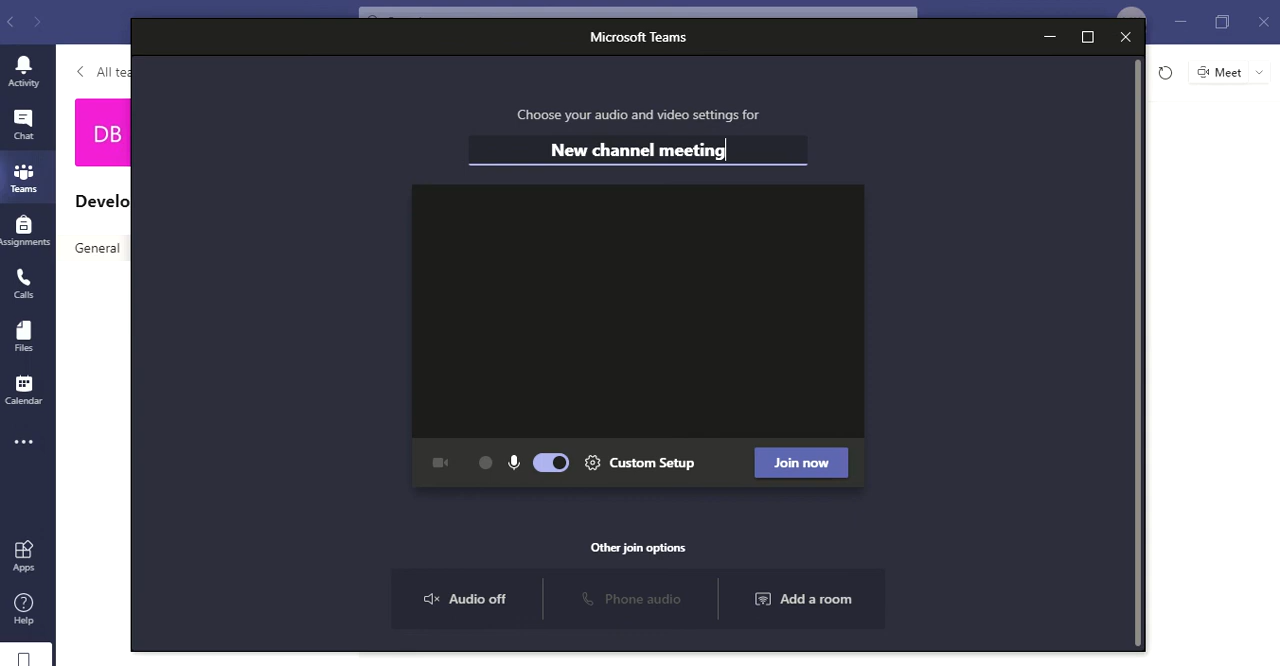 Microsoft Teams
Activity
Chat
Teams
Assignments
Calls
Files
Calendar
Apps
Help
All tea
DB
Develo
General
Meet
Choose your audio and video settings for
New channel meeting
Custom Setup
Join now
Other join options
Audio off
Phone audio
Add a room